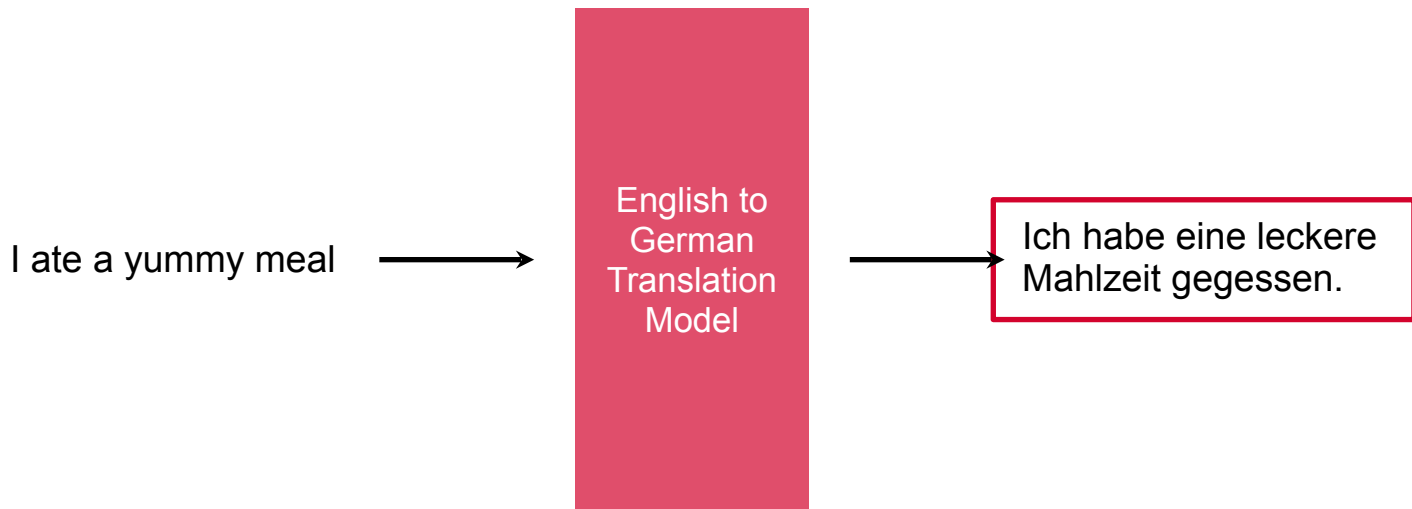 I ate a yummy meal
English to
German
Translation
Model
Ich habe eine leckere
Mahlzeit gegessen.